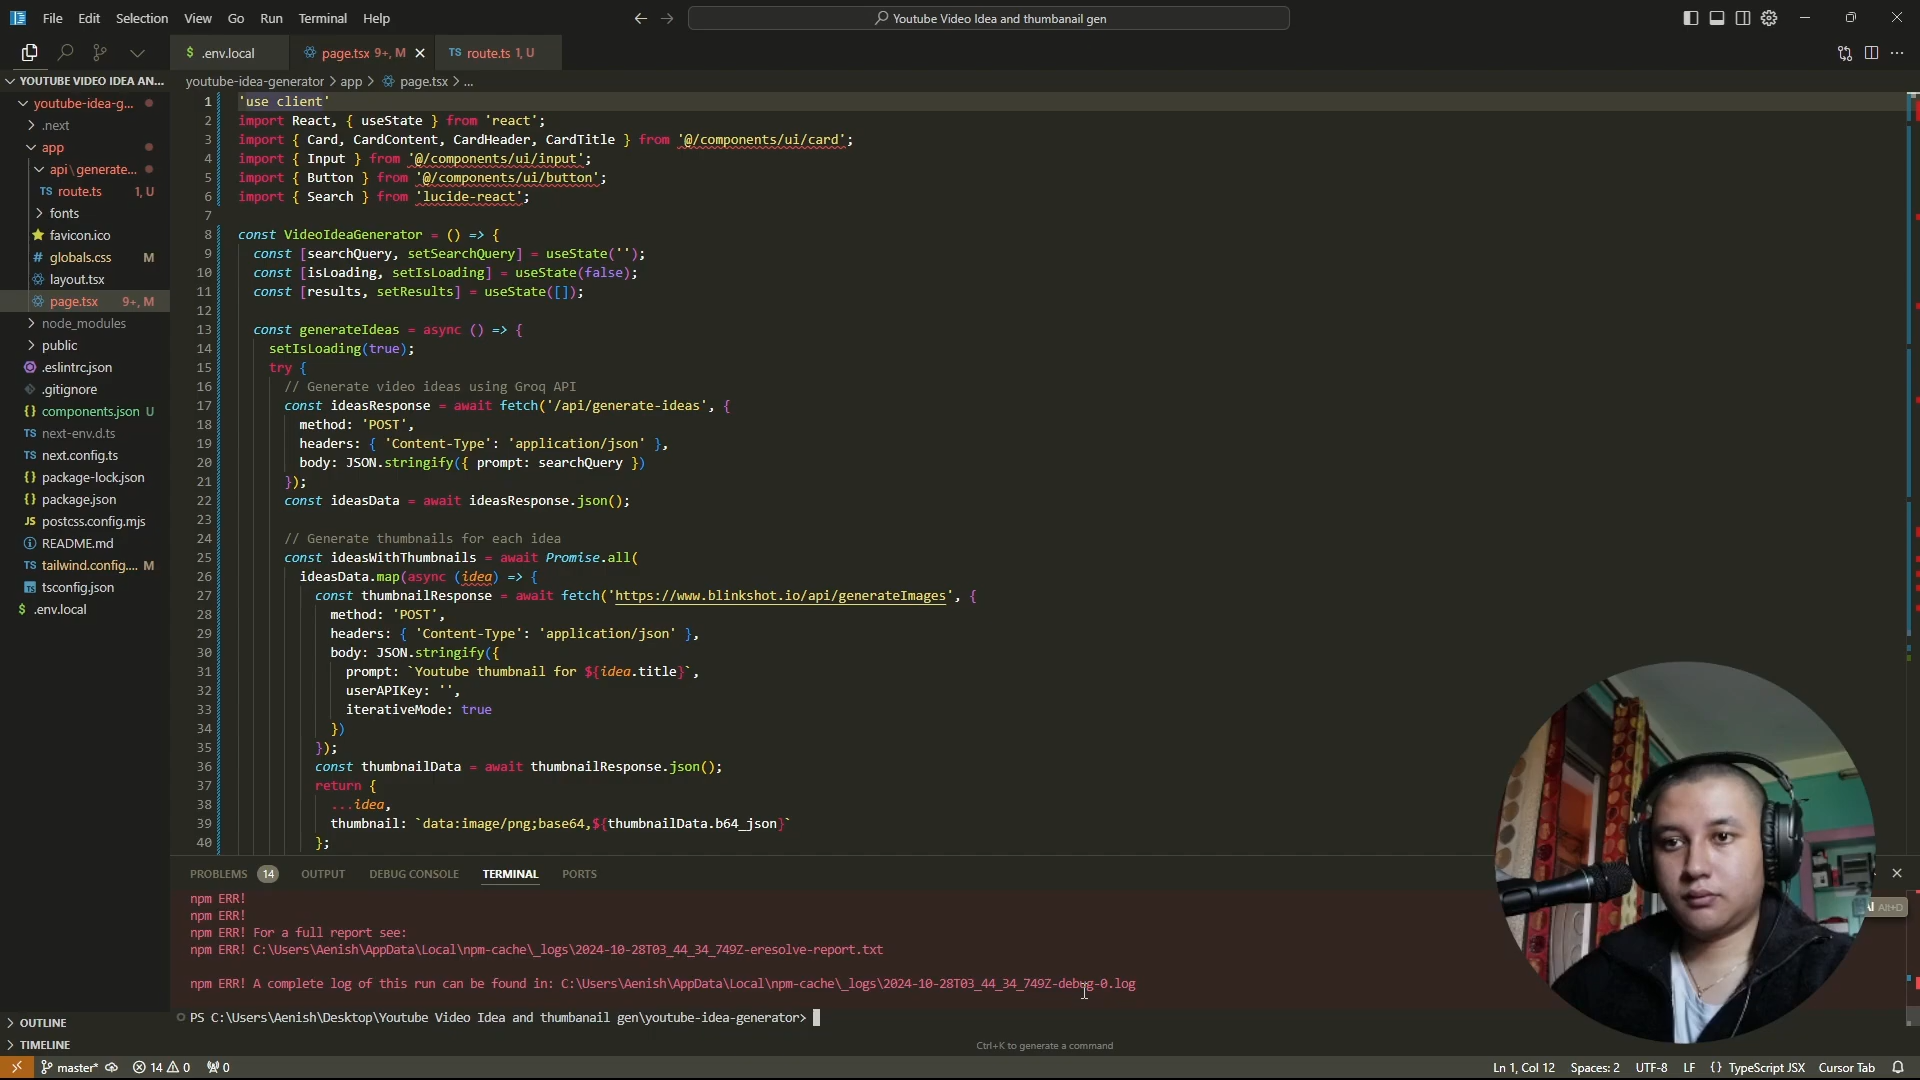 File Edit Selection View Go Run Terminal Help
Youtube Video Idea and thumbanail gen
$ .env.local
page.tsx 9+, M
TS route.ts 1, U
YOUTUBE VIDEO IDEA AN...
youtube-idea-g...
.next
app
api\generate...
TS route.ts 1, U
fonts
favicon.ico
# globals.css M
layout.tsx
page.tsx 9+, M
node_modules
public
.eslintrc.json
.gitignore
{} components.json U
TS next-env.d.ts
TS next.config.ts
{} package-lock.json
{} package.json
JS postcss.config.mjs
README.md
TS tailwind.config.... M
tsconfig.json
$ .env.local
OUTLINE
TIMELINE
youtube-idea-generator > app > page.tsx > ...
1 'use client'
2 import React, { useState } from 'react';
3 import { Card, CardContent, CardHeader, CardTitle } from '@/components/ui/card';
4 import { Input } from '@/components/ui/input';
5 import { Button } from '@/components/ui/button';
6 import { Search } from 'lucide-react';
7
8 const VideoIdeaGenerator = () => {
9 const [searchQuery, setSearchQuery] = useState('');
10 const [isLoading, setIsLoading] = useState(false);
11 const [results, setResults] = useState([]);
12
13 const generateIdeas = async () => {
14 setIsLoading(true);
15 try {
16 // Generate video ideas using Groq API
17 const ideasResponse = await fetch('/api/generate-ideas', {
18 method: 'POST',
19 headers: { 'Content-Type': 'application/json' },
20 body: JSON.stringify({ prompt: searchQuery })
21 });
22 const ideasData = await ideasResponse.json();
23
24 // Generate thumbnails for each idea
25 const ideasWithThumbnails = await Promise.all(
26 ideasData.map(async (idea) => {
27 const thumbnailResponse = await fetch('https://www.blinkshot.io/api/generateImages', {
28 method: 'POST',
29 headers: { 'Content-Type': 'application/json' },
30 body: JSON.stringify({
31 prompt: `Youtube thumbnail for ${idea.title}`,
32 userAPIKey: '',
33 iterativeMode: true
34 })
35 });
36 const thumbnailData = await thumbnailResponse.json();
37 return {
38 ...idea,
39 thumbnail: `data:image/png;base64,${thumbnailData.b64_json}`
40 };
PROBLEMS 14 OUTPUT DEBUG CONSOLE TERMINAL PORTS
npm ERR!
npm ERR!
npm ERR! For a full report see:
npm ERR! C:\Users\Aenish\AppData\Local\npm-cache\_logs\2024-10-28T03_44_34_749Z-eresolve-report.txt
npm ERR! A complete log of this run can be found in: C:\Users\Aenish\AppData\Local\npm-cache\_logs\2024-10-28T03_44_34_749Z-debug-0.log
PS C:\Users\Aenish\Desktop\Youtube Video Idea and thumbanail gen\youtube-idea-generator>
AI Alt+D
Ctrl+K to generate a command
master* 14 0 0
Ln 1, Col 12 Spaces: 2 UTF-8 LF {} TypeScript JSX Cursor Tab